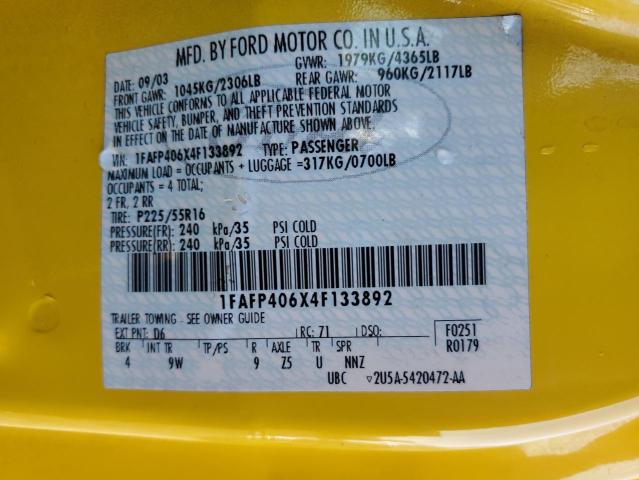 MFD. BY FORD MOTOR CO. IN U.S.A.
DATE: 09/03 GVWR: 1979KG/4365LB
FRONT GAWR: 1045KG/2306LB REAR GAWR: 960KG/2117LB
THIS VEHICLE CONFORMS TO ALL APPLICABLE FEDERAL MOTOR
VEHICLE SAFETY, BUMPER, AND THEFT PREVENTION STANDARDS
IN EFFECT ON THE DATE OF MANUFACTURE SHOWN ABOVE.
VIN: 1FAFP406X4F133892 TYPE: PASSENGER
MAXIMUM LOAD = OCCUPANTS + LUGGAGE =317KG/0700LB
OCCUPANTS = 4 TOTAL;
2 FR, 2 RR
TIRE: P225/55R16
PRESSURE(FR): 240 kPa/35 PSI COLD
PRESSURE(RR): 240 kPa/35 PSI COLD
1FAFP406X4F133892
TRAILER TOWING - SEE OWNER GUIDE
EXT PNT: D6 RC: 71 DSO: F0251
BRK INT TR TP/PS R AXLE TR SPR R0179
4 9W 9 Z5 U NNZ
UBC ▽2U5A-5420472-AA